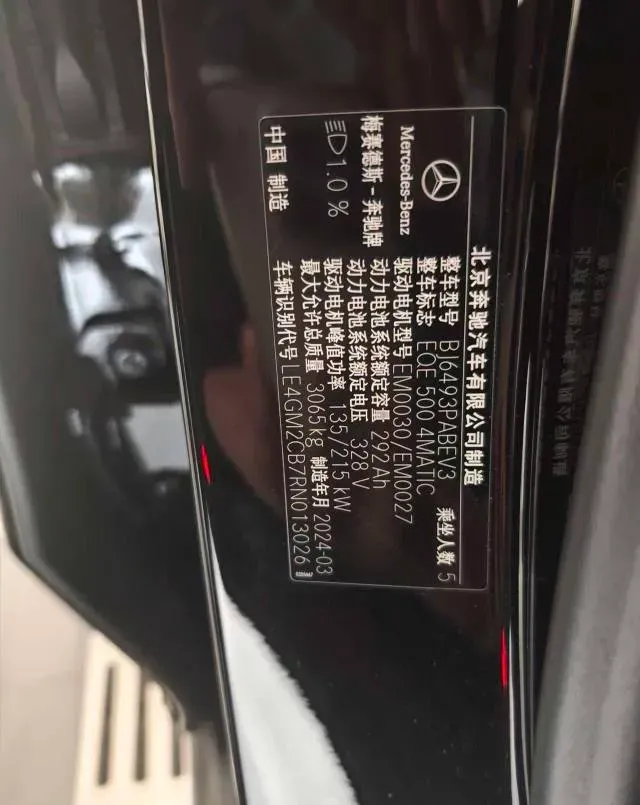 北京奔驰汽车有限公司制造
Mercedes-Benz
梅赛德斯-奔驰牌
1.0 %
中国 制造
整车型号 BJ6493PABEV3
整车标志 EQE 500 4MATIC 乘坐人数 5
驱动电机型号 EM0030/EM0027
动力电池系统额定容量 292Ah
动力电池系统额定电压 328V
驱动电机峰值功率 135/215 kW
最大允许总质量 3065kg 制造年月 2024-03
车辆识别代号 LE4GM2CB7RN013026